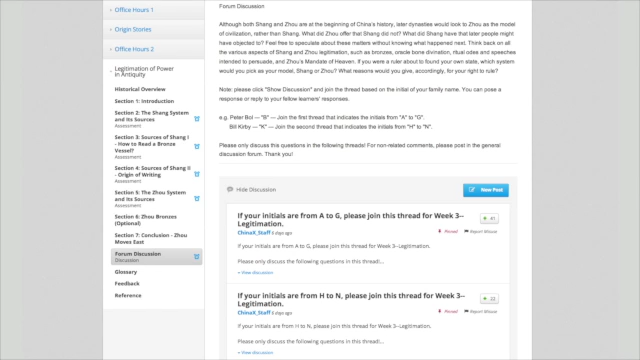 Office Hours 1
Origin Stories
Office Hours 2
Legitimation of Power
in Antiquity
Historical Overview
Section 1: Introduction
Section 2: The Shang System
and Its Sources
Assessment
Section 3: Sources of Shang I
- How to Read a Bronze
Vessel?
Assessment
Section 4: Sources of Shang II
- Origin of Writing
Assessment
Section 5: The Zhou System
and Its Sources
Assessment
Section 6: Zhou Bronzes
(Optional)
Section 7: Conclusion - Zhou
Moves East
Forum Discussion
Discussion
Glossary
Feedback
Reference
Forum Discussion
Although both Shang and Zhou are at the beginning of China's history, later dynasties would look to Zhou as the model
of civilization, rather than Shang. What did Zhou offer that Shang did not? What did Shang have that later people might
have objected to? Feel free to speculate about these matters without knowing what happened next. Think back on all
the various aspects of Shang and Zhou legitimation, such as bronzes, oracle bone divination, ritual odes and speeches
intended to persuade, and Zhou's Mandate of Heaven. If you were a ruler about to found your own state, which system
would you pick as your model, Shang or Zhou? What reasons would you give, accordingly, for your right to rule?
Note: please click "Show Discussion" and join the thread based on the initial of your family name. You can pose a
response or reply to your fellow learners' responses.
e.g. Peter Bol — "B" — Join the first thread that indicates the initials from "A" to "G".
Bill Kirby — "K" — Join the second thread that indicates the initials from "H" to "N".
Please only discuss this questions in the following threads! For non-related comments, please post in the general
discussion forum. Thank you!
Hide Discussion
New Post
If your initials are from A to G, please join this thread for Week 3--
Legitimation.
+ 41
ChinaX_Staff 6 days ago
Pinned
Report Misuse
If your initials are from A to G, please join this thread for Week 3--Legitimation.
Please only discuss the following questions in this thread!...
+ View discussion
If your initials are from H to N, please join this thread for Week 3--
Legitimation.
+ 22
ChinaX_Staff 6 days ago
Pinned
Report Misuse
If your initials are from H to N, please join this thread for Week 3--Legitimation.
Please only discuss the following questions in this thread!...
+ View discussion